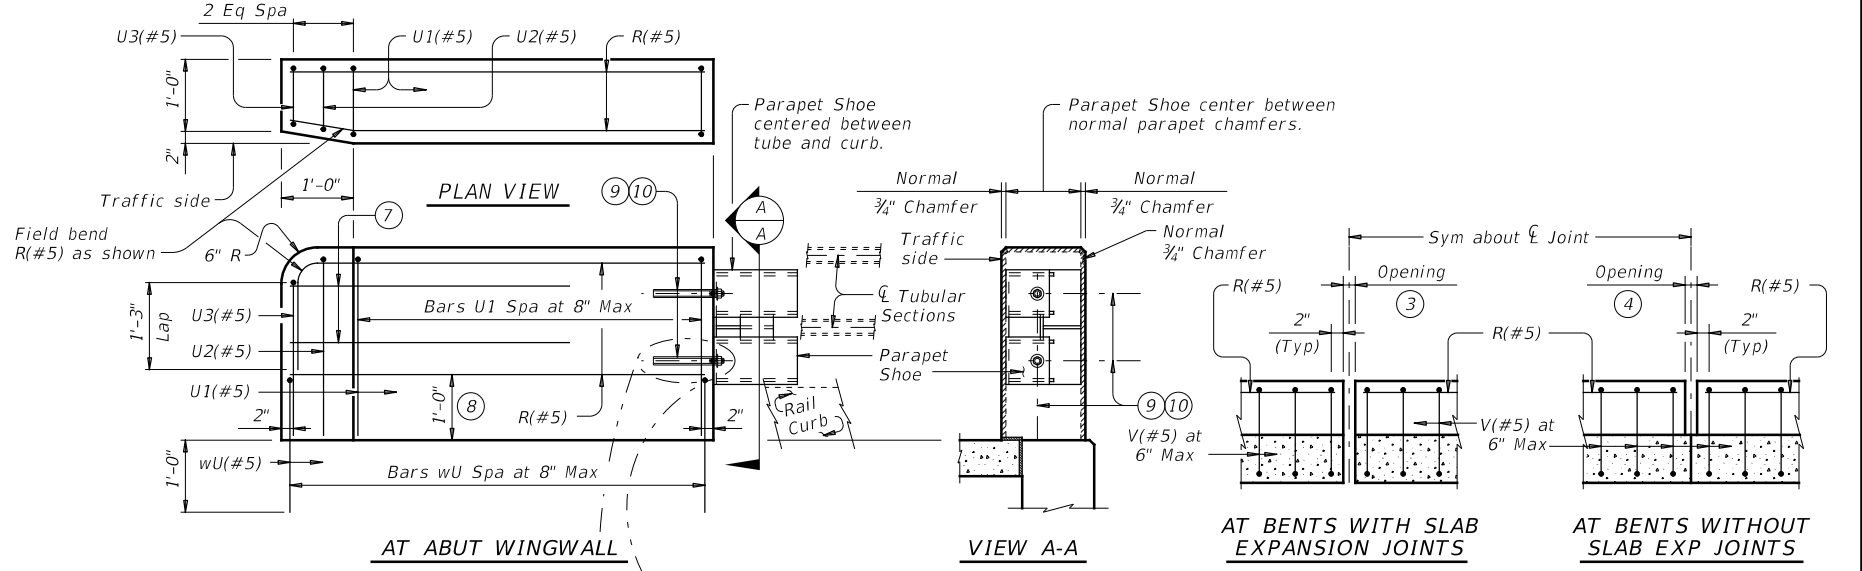 2 Eq Spa
U3(#5)
U1(#5)
U2(#5)
R(#5)
1'-0"
2"
Traffic side
1'-0"
PLAN VIEW
Field bend
R(#5) as shown
6" R
7
9 10
Parapet Shoe
centered between
tube and curb.
A
A
℄ Tubular
Sections
Parapet
Shoe
Rail
Curb
Bars U1 Spa at 8" Max
1'-3"
Lap
U3(#5)
U2(#5)
U1(#5)
2"
1'-0"
8
R(#5)
2"
wU(#5)
1'-0"
Bars wU Spa at 8" Max
AT ABUT WINGWALL
Parapet Shoe center between
normal parapet chamfers.
Normal
¾" Chamfer
Normal
¾" Chamfer
Traffic
side
Normal
¾" Chamfer
9 10
VIEW A-A
Sym about ℄ Joint
Opening
3
Opening
4
R(#5)
R(#5)
R(#5)
2"
(Typ)
2"
(Typ)
V(#5) at
6" Max
V(#5) at
6" Max
AT BENTS WITH SLAB
EXPANSION JOINTS
AT BENTS WITHOUT
SLAB EXP JOINTS